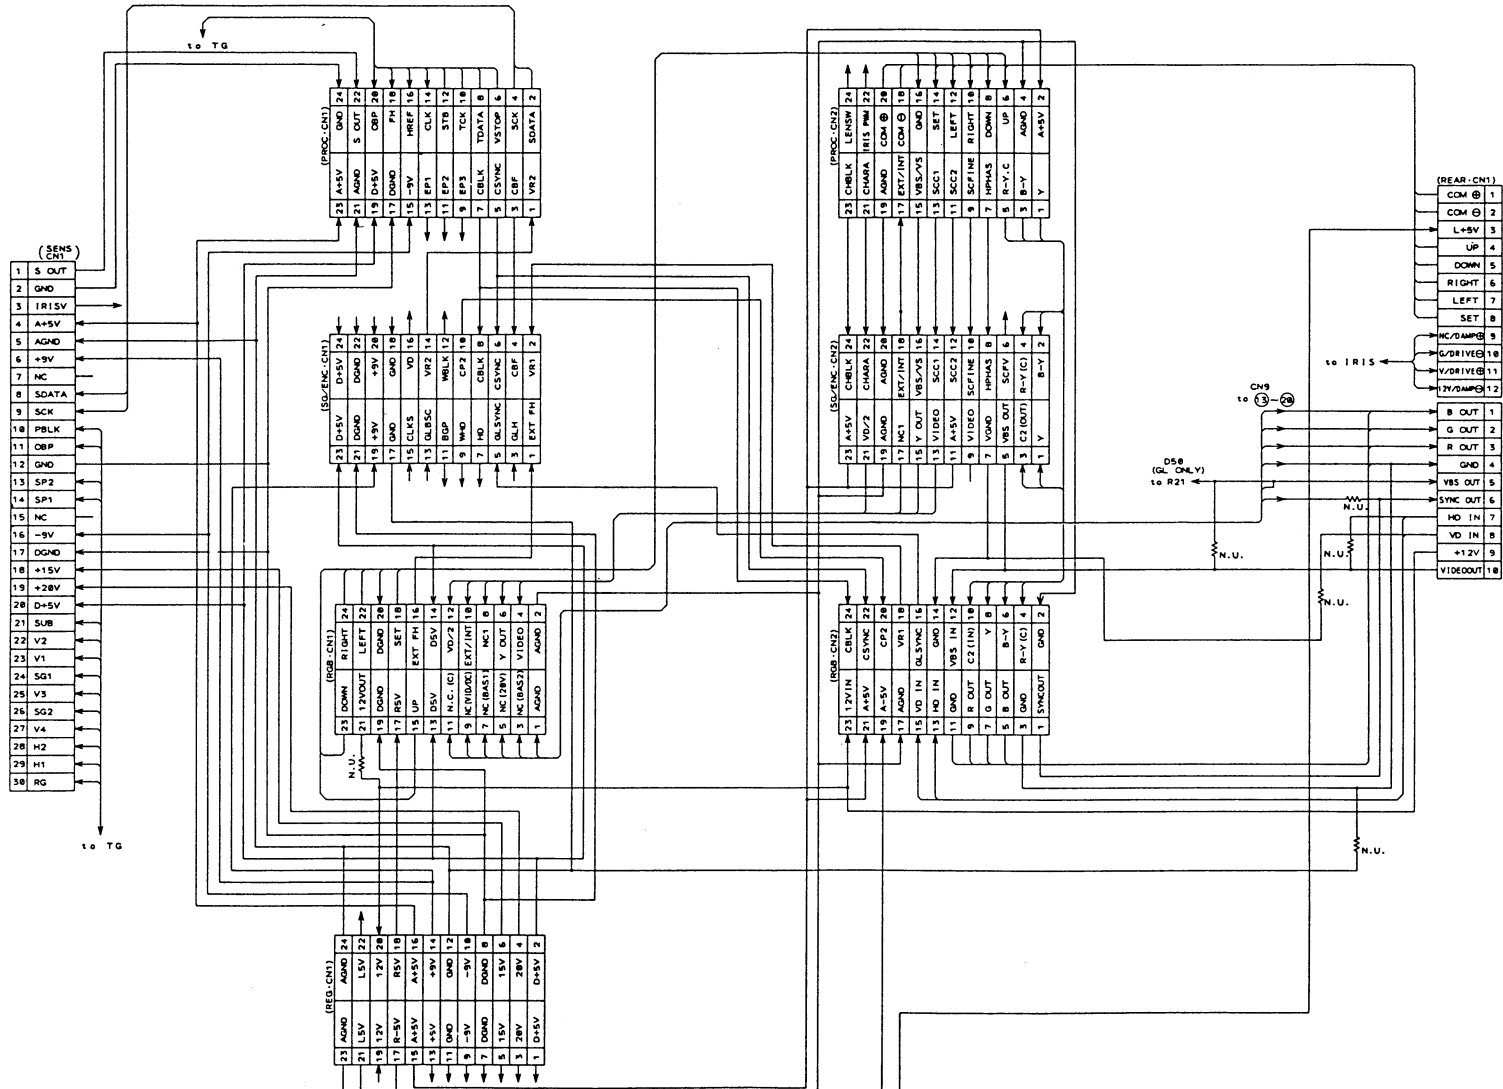 to TG
(PROC·CN1)
24 GND A+5V 23
22 S OUT AGND 21
20 OBP D+5V 19
18 FH DGND 17
16 HREF -9V 15
14 CLK EP1 13
12 STB EP2 11
10 TCK EP3 9
8 TDATA CBLK 7
6 VSTOP CSYNC 5
4 SCK CBF 3
2 SDATA VR2 1
(PROC·CN2)
24 LENSW CHBLK 23
22 IRIS PWM CHARA 21
20 COM ⊕ AGND 19
18 COM ⊖ EXT/INT 17
16 GND VBS/VS 15
14 SET SCC1 13
12 LEFT SCC2 11
10 RIGHT SCFINE 9
8 DOWN HPHAS 7
6 UP R-Y.C 5
4 AGND B-Y 3
2 A+5V Y 1
(REAR·CN1)
COM ⊕ 1
COM ⊖ 2
L+5V 3
UP 4
DOWN 5
RIGHT 6
LEFT 7
SET 8
NC/DAMP⊕ 9
G/DRIVE⊖ 10
V/DRIVE⊕ 11
12V/DAMP⊖ 12
to IRIS
B OUT 1
G OUT 2
R OUT 3
GND 4
VBS OUT 5
SYNC OUT 6
HD IN 7
VD IN 8
+12V 9
VIDEOOUT 10
CN9
to ⑬-⑳
D50
(GL ONLY)
to R21
N.U.
N.U.
N.U.
N.U.
N.U.
(SENS CN1)
1 S OUT
2 GND
3 IRISV
4 A+5V
5 AGND
6 +9V
7 NC
8 SDATA
9 SCK
10 PBLK
11 OBP
12 GND
13 SP2
14 SP1
15 NC
16 -9V
17 DGND
18 +15V
19 +20V
20 D+5V
21 SUB
22 V2
23 V1
24 SG1
25 V3
26 SG2
27 V4
28 H2
29 H1
30 RG
to TG
(SG/ENC·CN1)
24 D+5V D+5V 23
22 DGND DGND 21
20 +9V +9V 19
18 GND GND 17
16 VD CLKS 15
14 VR2 GLBSC 13
12 WBLK BGP 11
10 CP2 WHD 9
8 CBLK HD 7
6 CSYNC GLSYNC 5
4 CBF GLH 3
2 VR1 EXT FH 1
(SG/ENC·CN2)
24 CHBLK A+5V 23
22 CHARA VD/2 21
20 AGND AGND 19
18 EXT/INT NC1 17
16 VBS/VS Y OUT 15
14 SCC1 VIDEO 13
12 SCC2 A+5V 11
10 SCFINE VIDEO 9
8 HPHAS VGND 7
6 SCFV VBS OUT 5
4 R-Y(C) C2(OUT) 3
2 B-Y Y 1
(RGB·CN1)
24 RIGHT DOWN 23
22 LEFT 12VOUT 21
20 DGND DGND 19
18 SET R5V 17
16 EXT FH UP 15
14 D5V D5V 13
12 VD/2 N.C.(C) 11
10 EXT/INT NC(VID/DC) 9
8 NC1 NC(BAS1) 7
6 Y OUT NC(20V) 5
4 VIDEO NC(BAS2) 3
2 AGND AGND 1
N.U.
(RGB·CN2)
24 CBLK 12VIN 23
22 CSYNC A+5V 21
20 CP2 A-5V 19
18 VR1 AGND 17
16 GLSYNC VD IN 15
14 GND HD IN 13
12 VBS IN GND 11
10 C2(IN) R OUT 9
8 Y G OUT 7
6 B-Y B OUT 5
4 R-Y(C) GND 3
2 GND SYNCOUT 1
(REG·CN1)
24 AGND AGND 23
22 L5V L5V 21
20 12V 12V 19
18 R5V R-5V 17
16 A+5V A+5V 15
14 +9V +5V 13
12 GND GND 11
10 -9V -9V 9
8 DGND DGND 7
6 15V 15V 5
4 20V 20V 3
2 D+5V D+5V 1